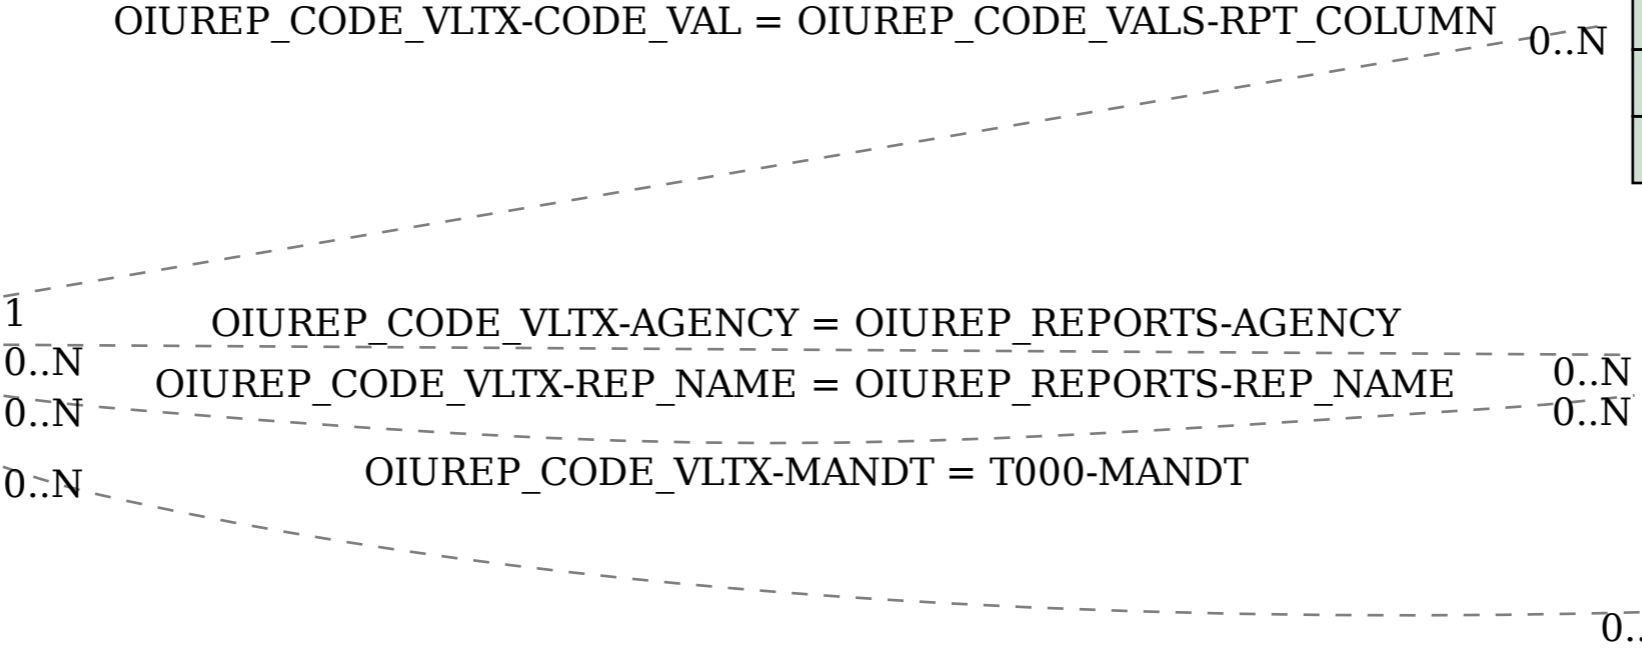 OIUREP_CODE_VLTX-CODE_VAL = OIUREP_CODE_VALS-RPT_COLUMN
0..N
1
OIUREP_CODE_VLTX-AGENCY = OIUREP_REPORTS-AGENCY
0..N
0..N
OIUREP_CODE_VLTX-REP_NAME = OIUREP_REPORTS-REP_NAME
0..N
0..N
OIUREP_CODE_VLTX-MANDT = T000-MANDT
0..N
0..